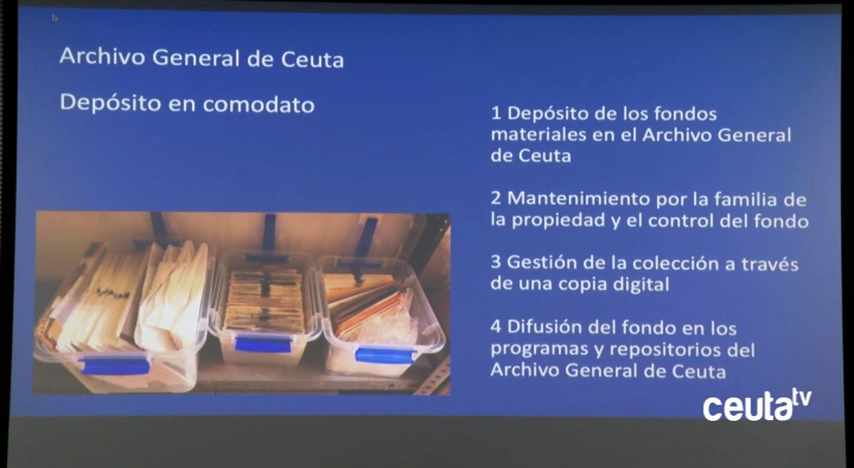 Archivo General de Ceuta
Depósito en comodato
1 Depósito de los fondos
materiales en el Archivo General
de Ceuta
2 Mantenimiento por la familia de
la propiedad y el control del fondo
3 Gestión de la colección a través
de una copia digital
4 Difusión del fondo en los
programas y repositorios del
Archivo General de Ceuta
ceuta tv